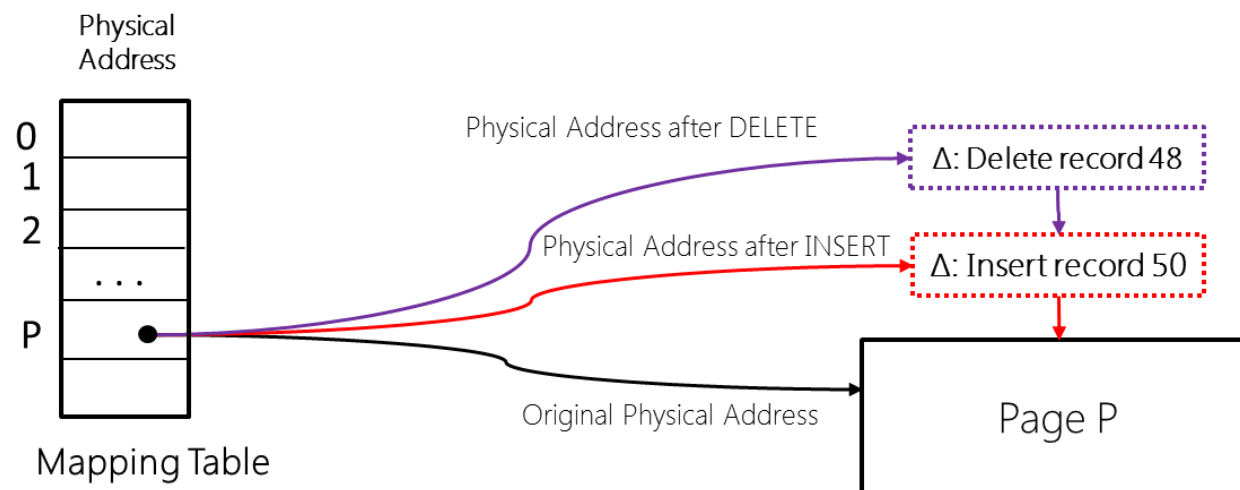 Physical
Address
0
1
2
. . .
P
Mapping Table
Physical Address after DELETE
Δ: Delete record 48
Physical Address after INSERT
Δ: Insert record 50
Original Physical Address
Page P